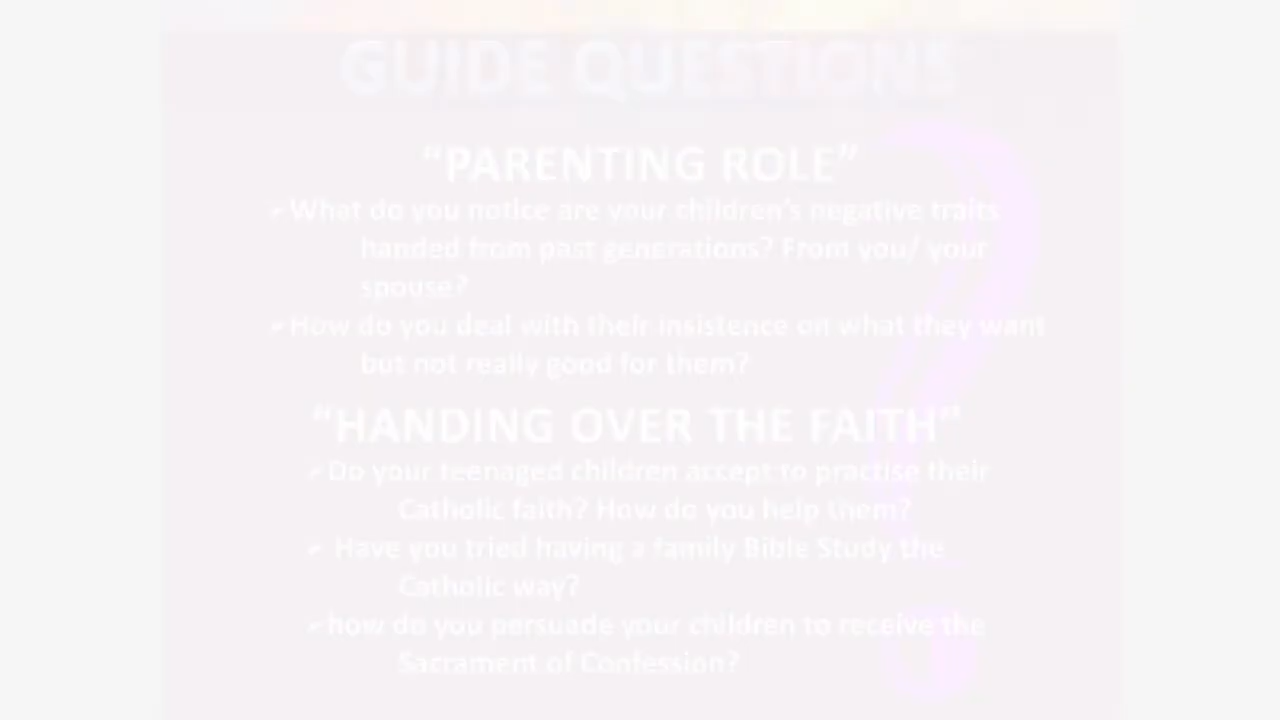 GUIDE QUESTIONS
“PARENTING ROLE”
✓What do you notice are your children’s negative traits
handed from past generations? From you/ your
spouse?
✓How do you deal with their insistence on what they want
but not really good for them?
“HANDING OVER THE FAITH”
✓Do your teenaged children accept to practise their
Catholic faith? How do you help them?
✓ Have you tried having a family Bible Study the
Catholic way?
✓how do you persuade your children to receive the
Sacrament of Confession?